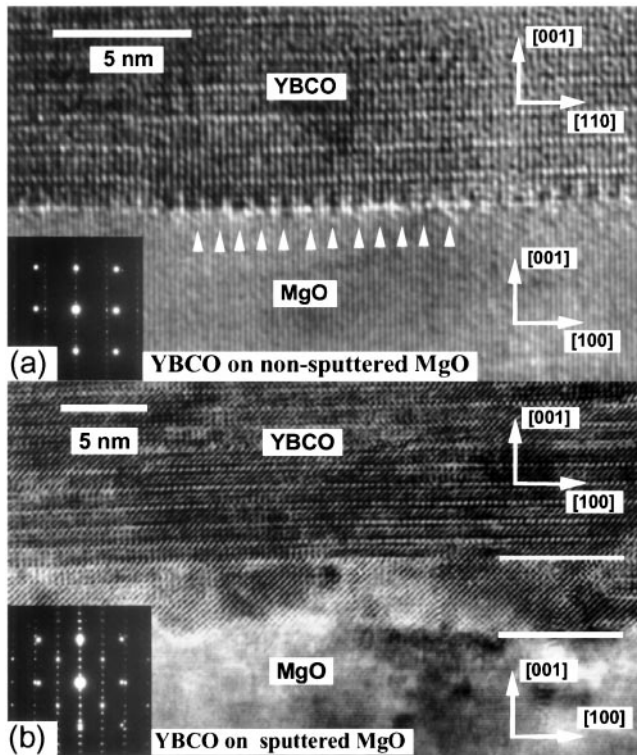 5 nm
YBCO
[001]
[110]
MgO
[001]
[100]
(a)
YBCO on non-sputtered MgO
5 nm
YBCO
[001]
[100]
MgO
[001]
[100]
(b)
YBCO on sputtered MgO